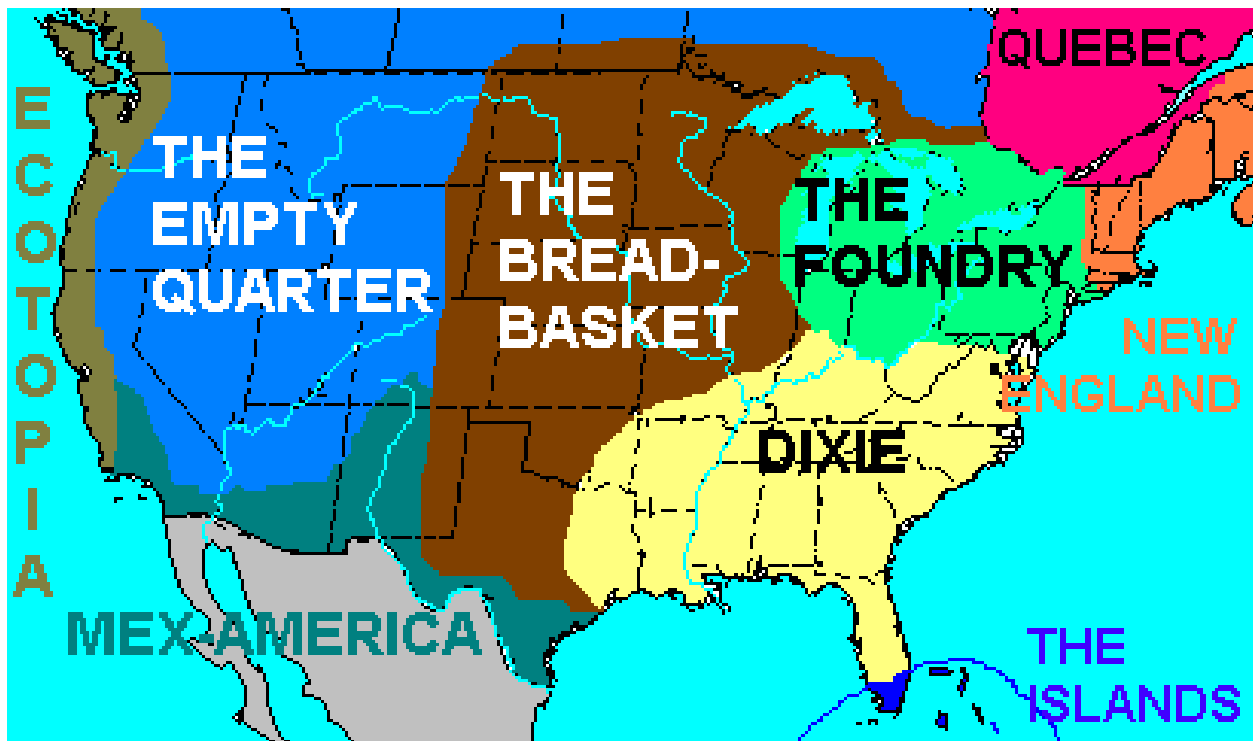 QUEBEC
ECOTOPIA
THE
EMPTY
QUARTER
THE
BREAD-
BASKET
THE
FOUNDRY
NEW
ENGLAND
DIXIE
MEX-AMERICA
THE
ISLANDS